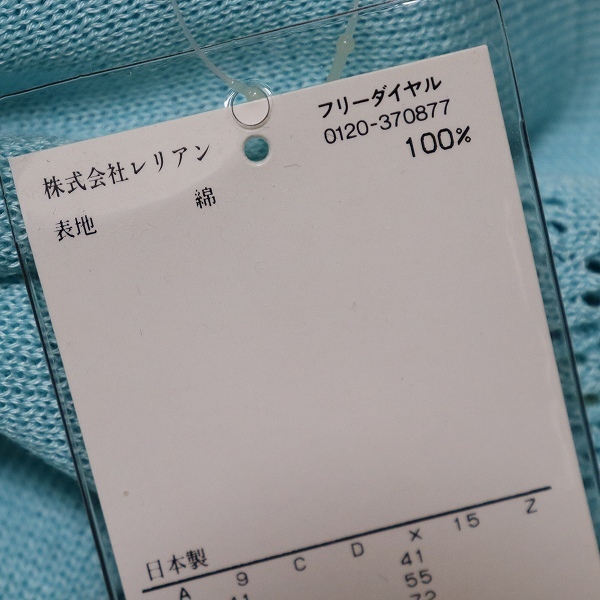 株式会社レリアン フリーダイヤル
0120-370877
表地 綿 100%
日本製
A 9 C D X 15 Z
41
55